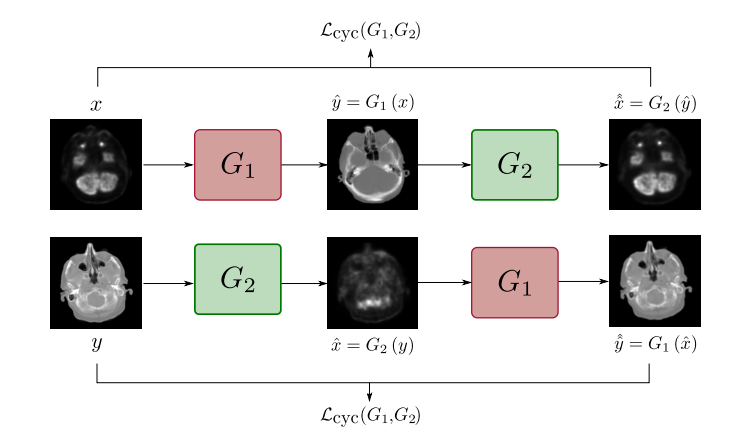 ℒcyc(G₁,G₂)
x
ŷ = G₁ (x)
x̂̂ = G₂ (ŷ)
G₁
G₂
G₂
G₁
y
x̂ = G₂ (y)
ŷ̂ = G₁ (x̂)
ℒcyc(G₁,G₂)